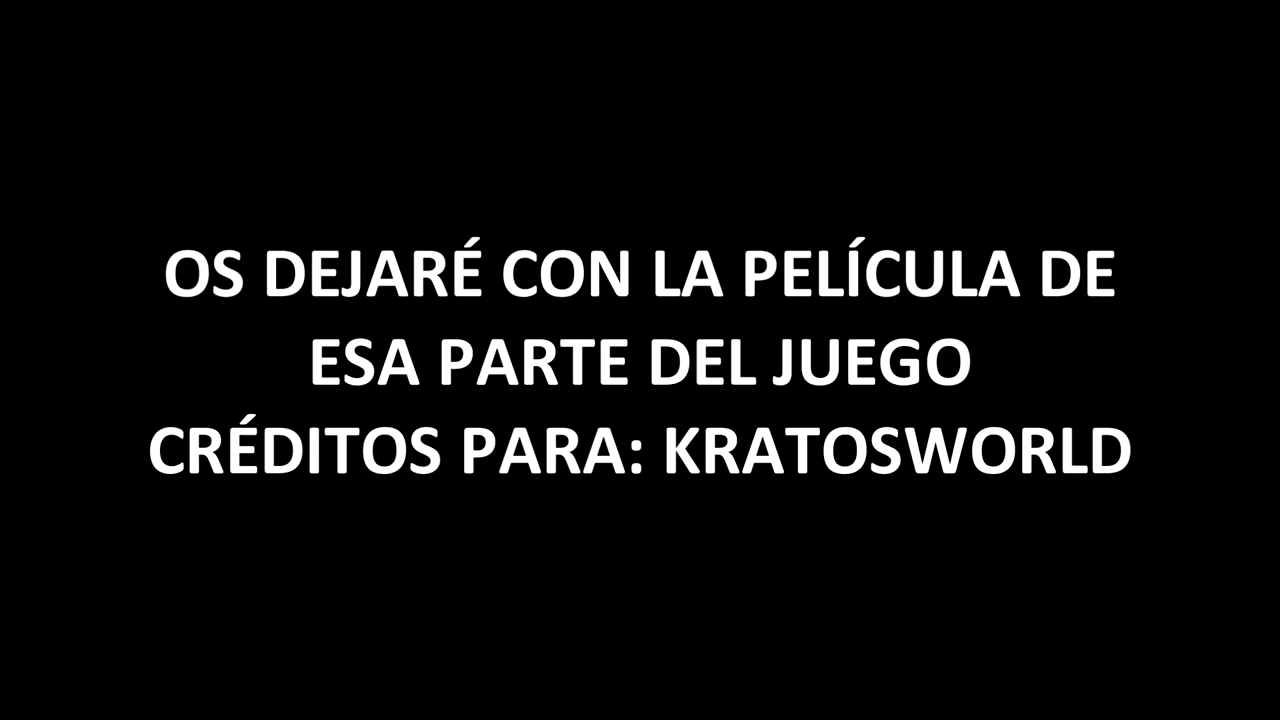 OS DEJARÉ CON LA PELÍCULA DE
ESA PARTE DEL JUEGO
CRÉDITOS PARA: KRATOSWORLD